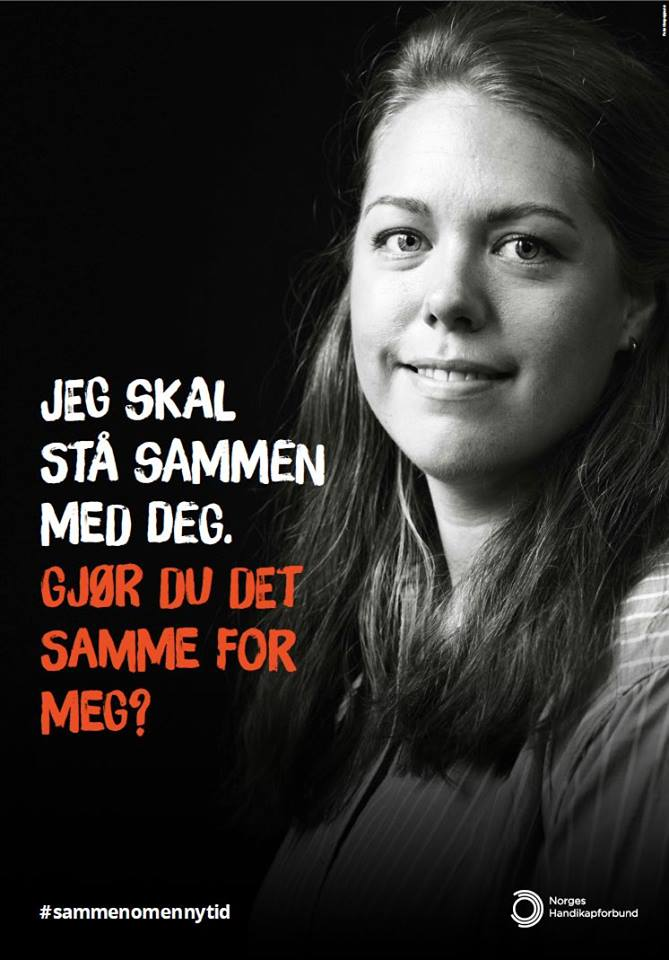 JEG SKAL
STÅ SAMMEN
MED DEG.
GJØR DU DET
SAMME FOR
MEG?
#sammenomennytid
Norges
Handikapforbund